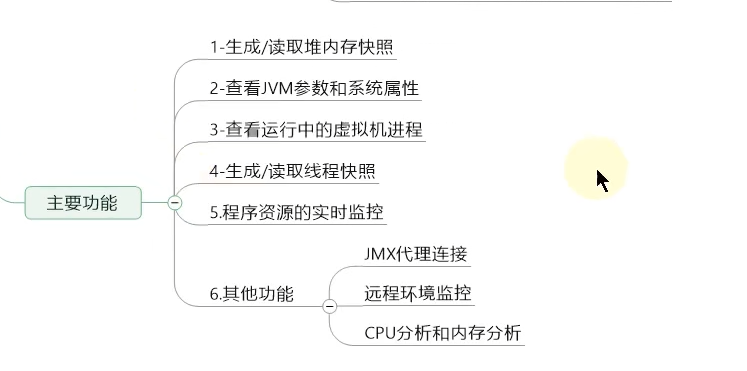 1-生成/读取堆内存快照
2-查看JVM参数和系统属性
3-查看运行中的虚拟机进程
4-生成/读取线程快照
主要功能
5.程序资源的实时监控
6.其他功能
JMX代理连接
远程环境监控
CPU分析和内存分析